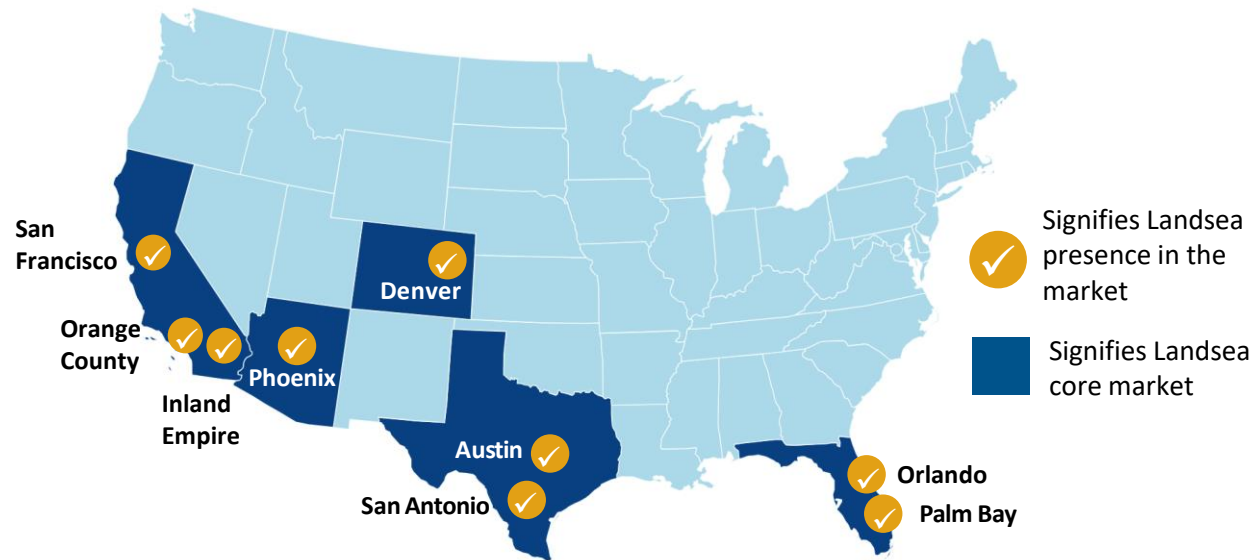 San
Francisco
Orange
County
Inland
Empire
Phoenix
Denver
Austin
San Antonio
Orlando
Palm Bay
Signifies Landsea
presence in the
market
Signifies Landsea
core market